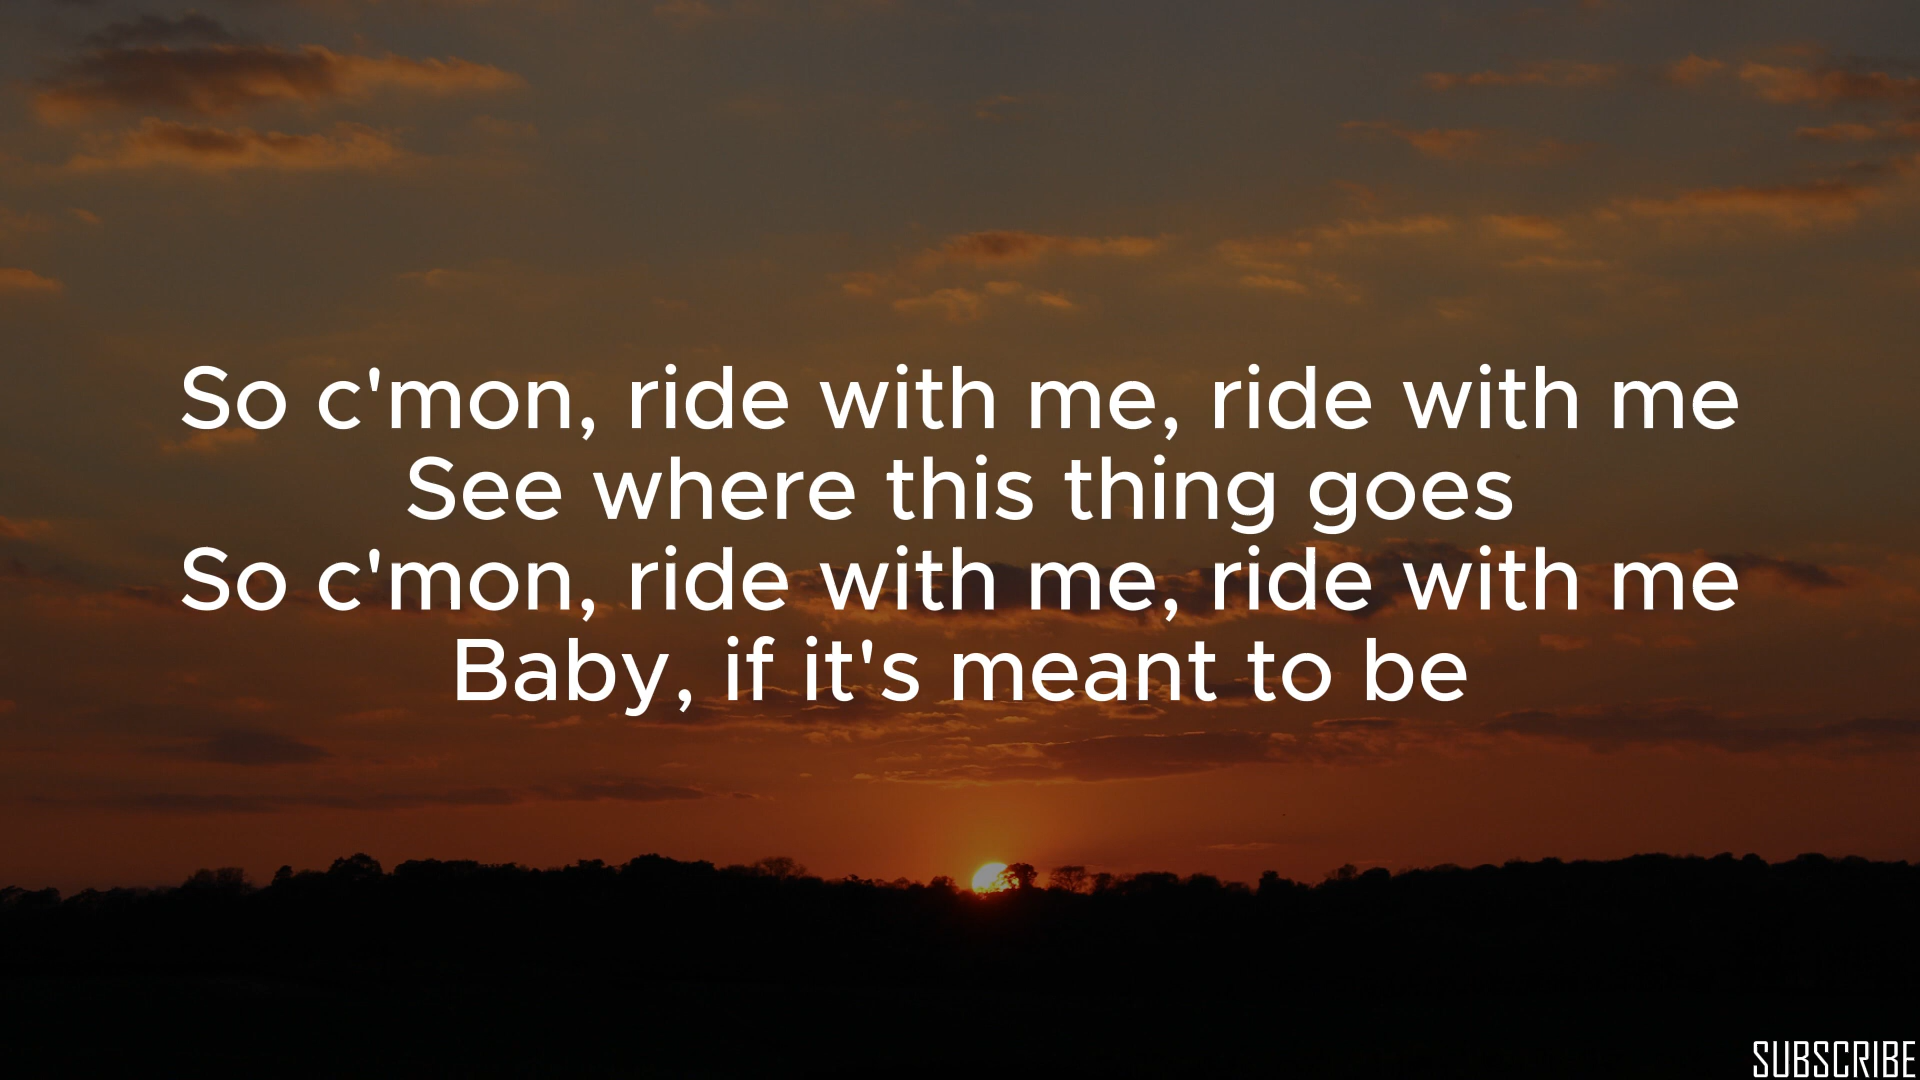 So c'mon, ride with me, ride with me
See where this thing goes
So c'mon, ride with me, ride with me
Baby, if it's meant to be
SUBSCRIBE